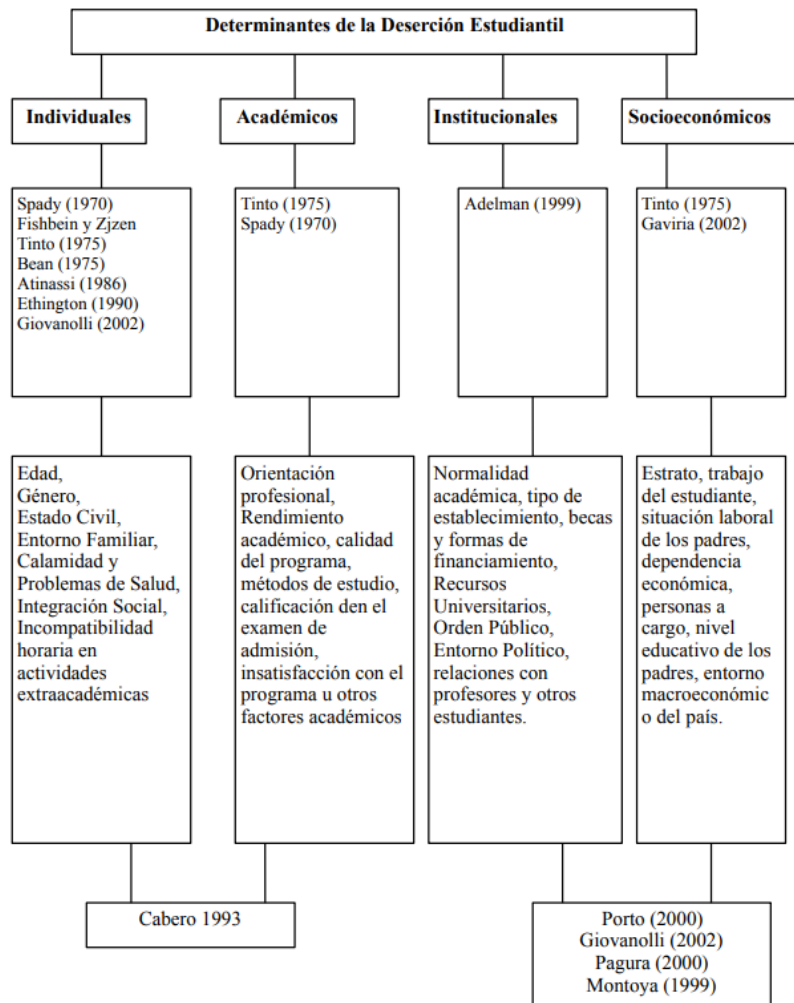 Determinantes de la Deserción Estudiantil
Individuales
Académicos
Institucionales
Socioeconómicos
Spady (1970)
Fishbein y Zjzen
Tinto (1975)
Bean (1975)
Atinassi (1986)
Ethington (1990)
Giovanolli (2002)
Tinto (1975)
Spady (1970)
Adelman (1999)
Tinto (1975)
Gaviria (2002)
Edad,
Género,
Estado Civil,
Entorno Familiar,
Calamidad y
Problemas de Salud,
Integración Social,
Incompatibilidad
horaria en
actividades
extraacadémicas
Orientación
profesional,
Rendimiento
académico, calidad
del programa,
métodos de estudio,
calificación den el
examen de
admisión,
insatisfacción con el
programa u otros
factores académicos
Normalidad
académica, tipo de
establecimiento, becas
y formas de
financiamiento,
Recursos
Universitarios,
Orden Público,
Entorno Político,
relaciones con
profesores y otros
estudiantes.
Estrato, trabajo
del estudiante,
situación laboral
de los padres,
dependencia
económica,
personas a
cargo, nivel
educativo de los
padres, entorno
macroeconómic
o del país.
Cabero 1993
Porto (2000)
Giovanolli (2002)
Pagura (2000)
Montoya (1999)